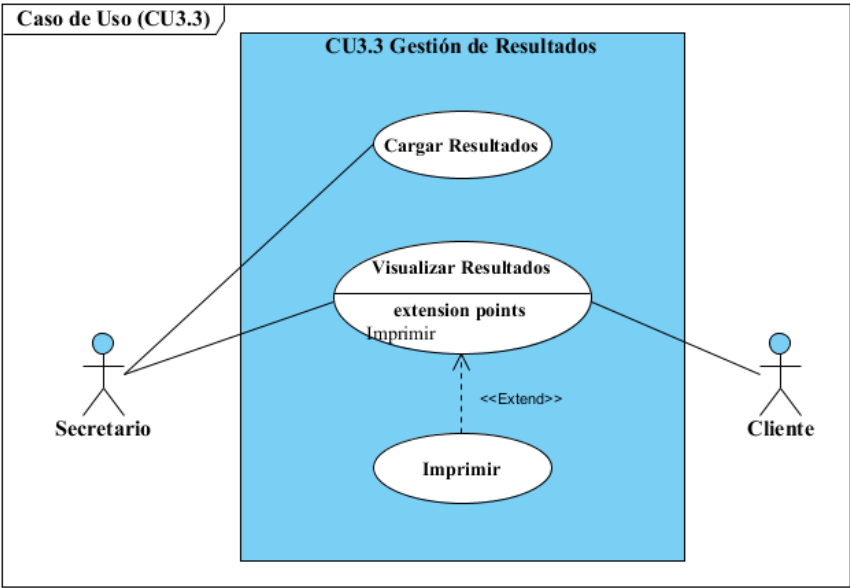 Caso de Uso (CU3.3)
CU3.3 Gestión de Resultados
Cargar Resultados
Visualizar Resultados
extension points
Imprimir
<<Extend>>
Secretario
Cliente
Imprimir